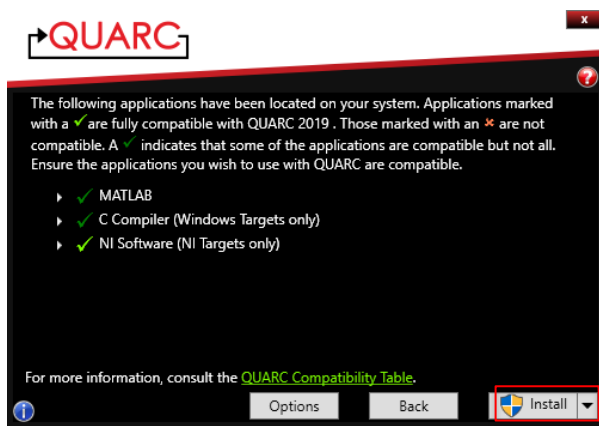 QUARC
x
?
The following applications have been located on your system. Applications marked
with a ✓ are fully compatible with QUARC 2019 . Those marked with an × are not
compatible. A ✓ indicates that some of the applications are compatible but not all.
Ensure the applications you wish to use with QUARC are compatible.
MATLAB
C Compiler (Windows Targets only)
NI Software (NI Targets only)
For more information, consult the QUARC Compatibility Table.
i
Options
Back
Install